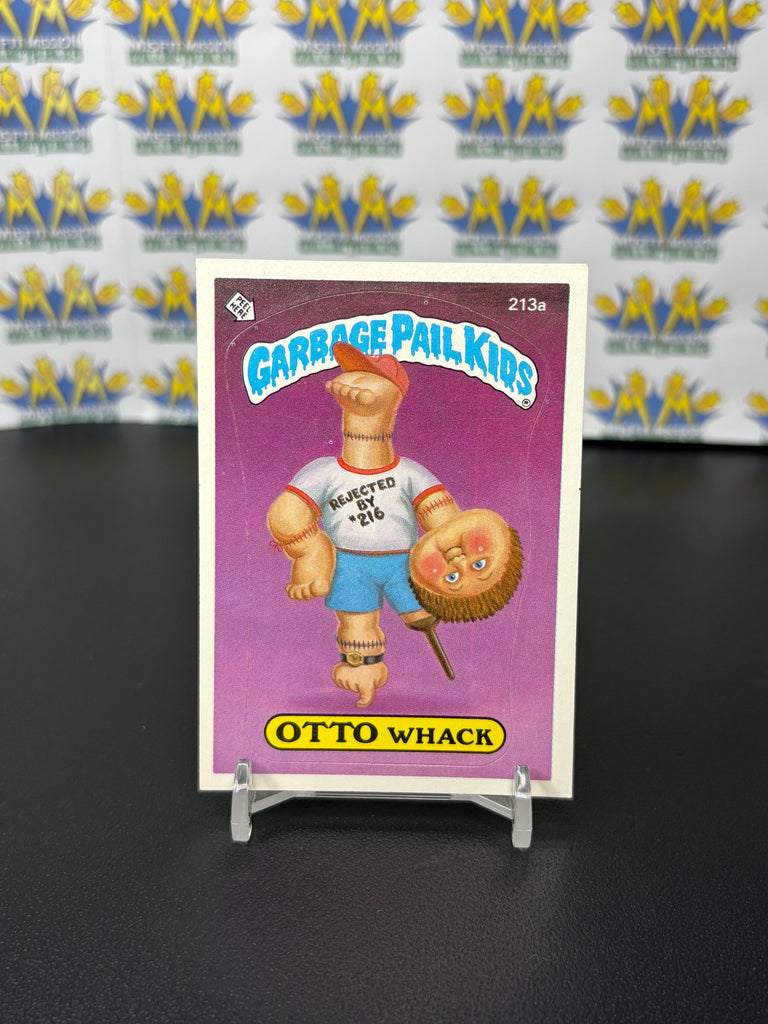 PEEL
HERE
213a
GARBAGE PAIL KIDS
®
REJECTED
BY
#216
OTTO WHACK